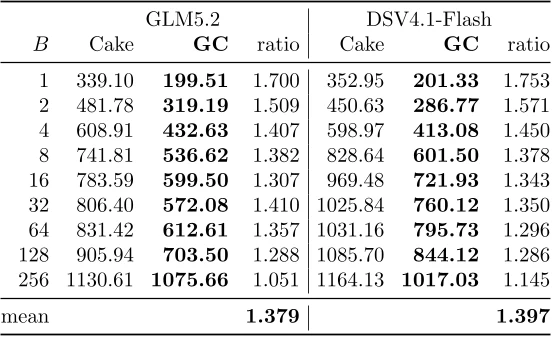 GLM5.2 DSV4.1-Flash
B Cake GC ratio Cake GC ratio
1 339.10 199.51 1.700 352.95 201.33 1.753
2 481.78 319.19 1.509 450.63 286.77 1.571
4 608.91 432.63 1.407 598.97 413.08 1.450
8 741.81 536.62 1.382 828.64 601.50 1.378
16 783.59 599.50 1.307 969.48 721.93 1.343
32 806.40 572.08 1.410 1025.84 760.12 1.350
64 831.42 612.61 1.357 1031.16 795.73 1.296
128 905.94 703.50 1.288 1085.70 844.12 1.286
256 1130.61 1075.66 1.051 1164.13 1017.03 1.145
mean 1.379 1.397